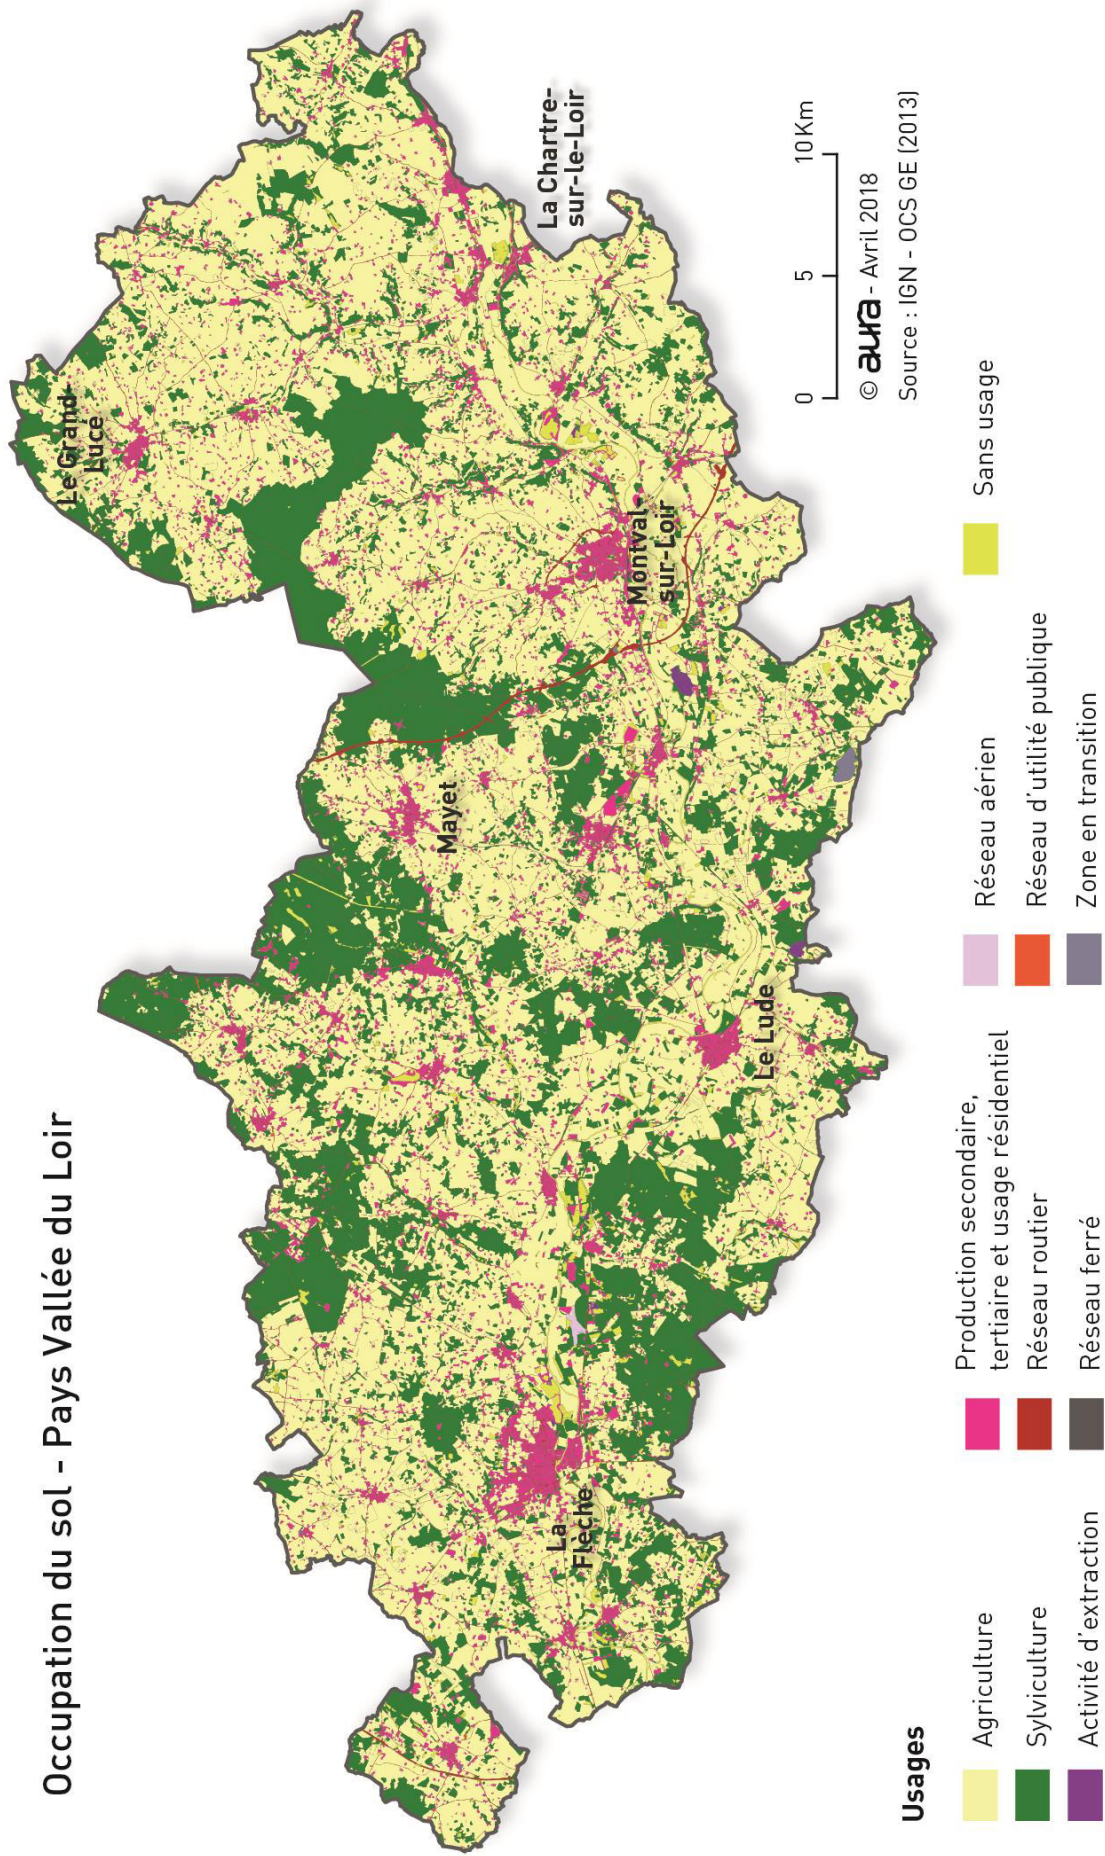 Occupation du sol - Pays Vallée du Loir
Le Grand-
Lucé
La Chartre-
sur-le-Loir
Montval-
sur-Loir
Mayet
Le Lude
La
Flèche
0 5 10Km
© aura - Avril 2018
Source : IGN - OCS GE (2013)
Usages
Agriculture
Sylviculture
Activité d'extraction
Production secondaire,
tertiaire et usage résidentiel
Réseau routier
Réseau ferré
Réseau aérien
Réseau d'utilité publique
Zone en transition
Sans usage